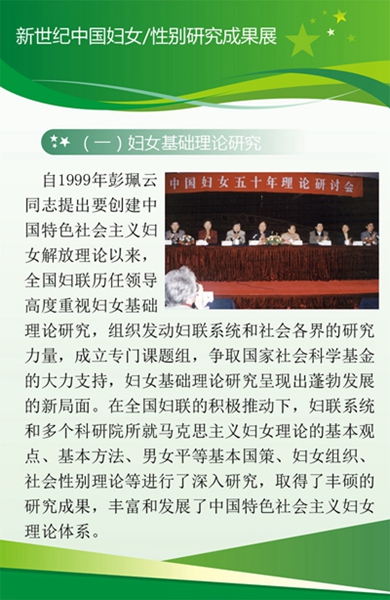 新世纪中国妇女/性别研究成果展
（一）妇女基础理论研究
自1999年彭珮云
同志提出要创建中
国特色社会主义妇
女解放理论以来，
全国妇联历任领导
高度重视妇女基础
中国妇女五十年理论研讨会
理论研究，组织发动妇联系统和社会各界的研究
力量，成立专门课题组，争取国家社会科学基金
的大力支持，妇女基础理论研究呈现出蓬勃发展
的新局面。在全国妇联的积极推动下，妇联系统
和多个科研院所就马克思主义妇女理论的基本观
点、基本方法、男女平等基本国策、妇女组织、
社会性别理论等进行了深入研究，取得了丰硕的
研究成果，丰富和发展了中国特色社会主义妇女
理论体系。